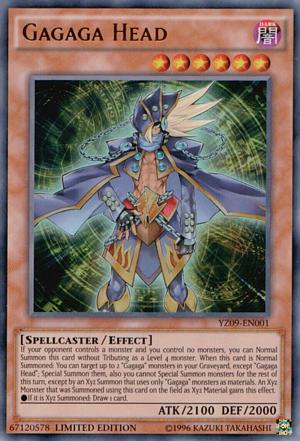 GAGAGA HEAD
DARK
闇
YZ09-EN001
[SPELLCASTER / EFFECT]
If your opponent controls a monster and you control no monsters, you can Normal
Summon this card without Tributing as a Level 4 monster. When this card is Normal
Summoned: You can target up to 2 "Gagaga" monsters in your Graveyard, except "Gagaga
Head"; Special Summon them, also you cannot Special Summon monsters for the rest of
this turn, except by an Xyz Summon that uses only "Gagaga" monsters as materials. An Xyz
Monster that was Summoned using this card on the field as Xyz Material gains this effect.
●If it is Xyz Summoned: Draw 1 card.
ATK/2100 DEF/2000
67120578 LIMITED EDITION ©1996 KAZUKI TAKAHASHI